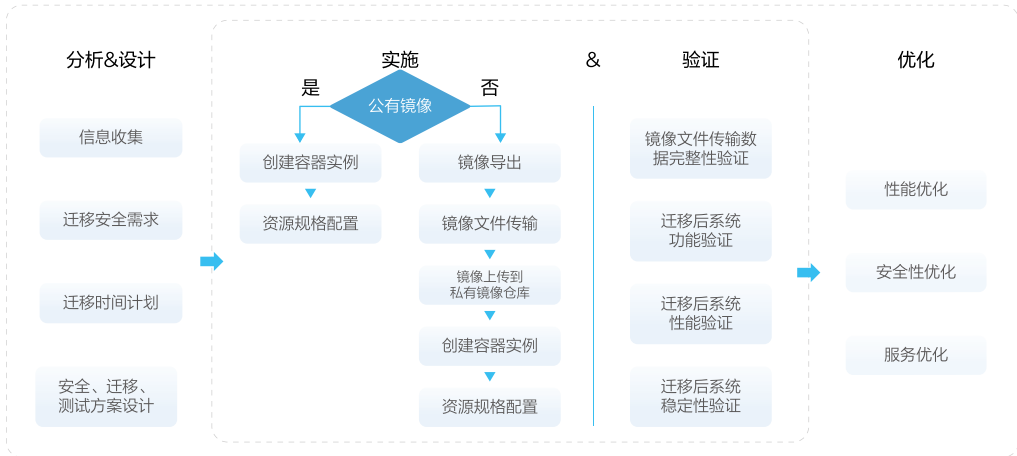 分析&设计
信息收集
迁移安全需求
迁移时间计划
安全、迁移、
测试方案设计
实施
是
公有镜像
否
创建容器实例
资源规格配置
镜像导出
镜像文件传输
镜像上传到
私有镜像仓库
创建容器实例
资源规格配置
&
验证
镜像文件传输数
据完整性验证
迁移后系统
功能验证
迁移后系统
性能验证
迁移后系统
稳定性验证
优化
性能优化
安全性优化
服务优化